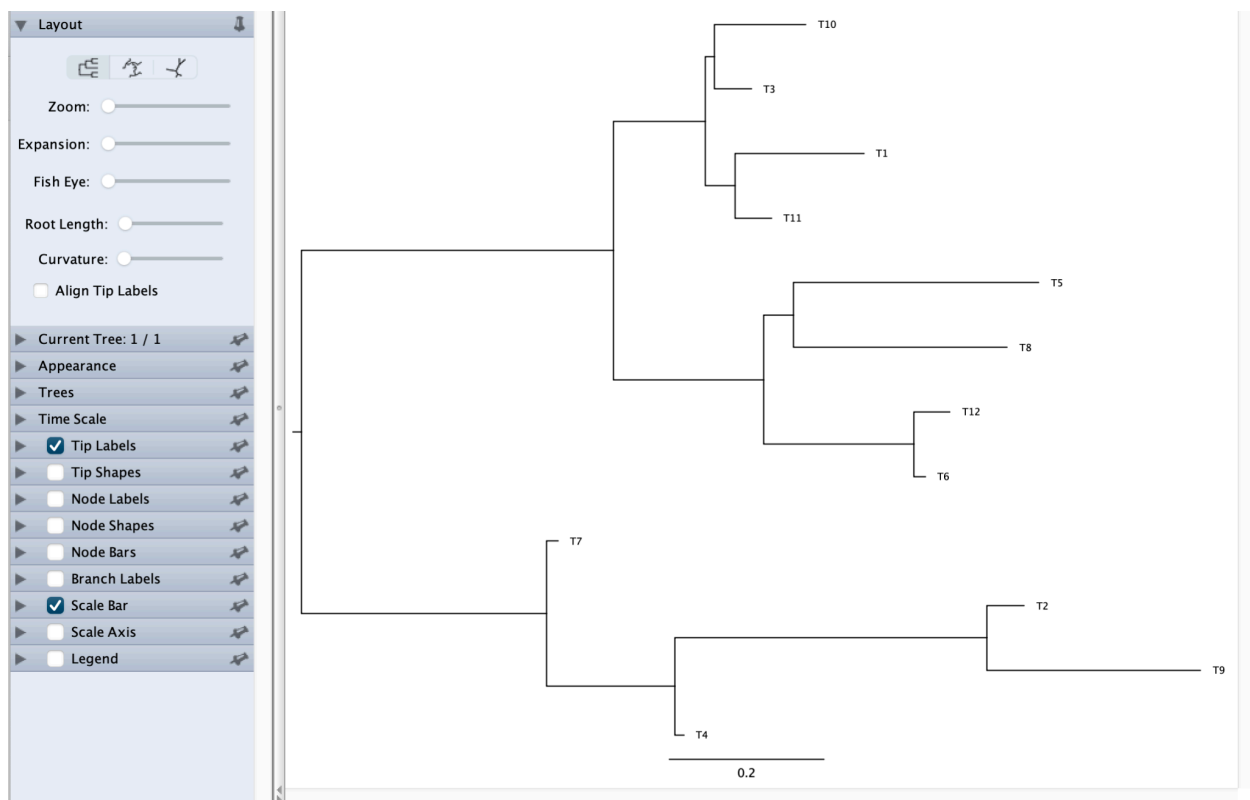 Layout
Zoom:
Expansion:
Fish Eye:
Root Length:
Curvature:
Align Tip Labels
Current Tree: 1 / 1
Appearance
Trees
Time Scale
Tip Labels
Tip Shapes
Node Labels
Node Shapes
Node Bars
Branch Labels
Scale Bar
Scale Axis
Legend
T10
T3
T1
T11
T5
T8
T12
T6
T7
T2
T9
T4
0.2